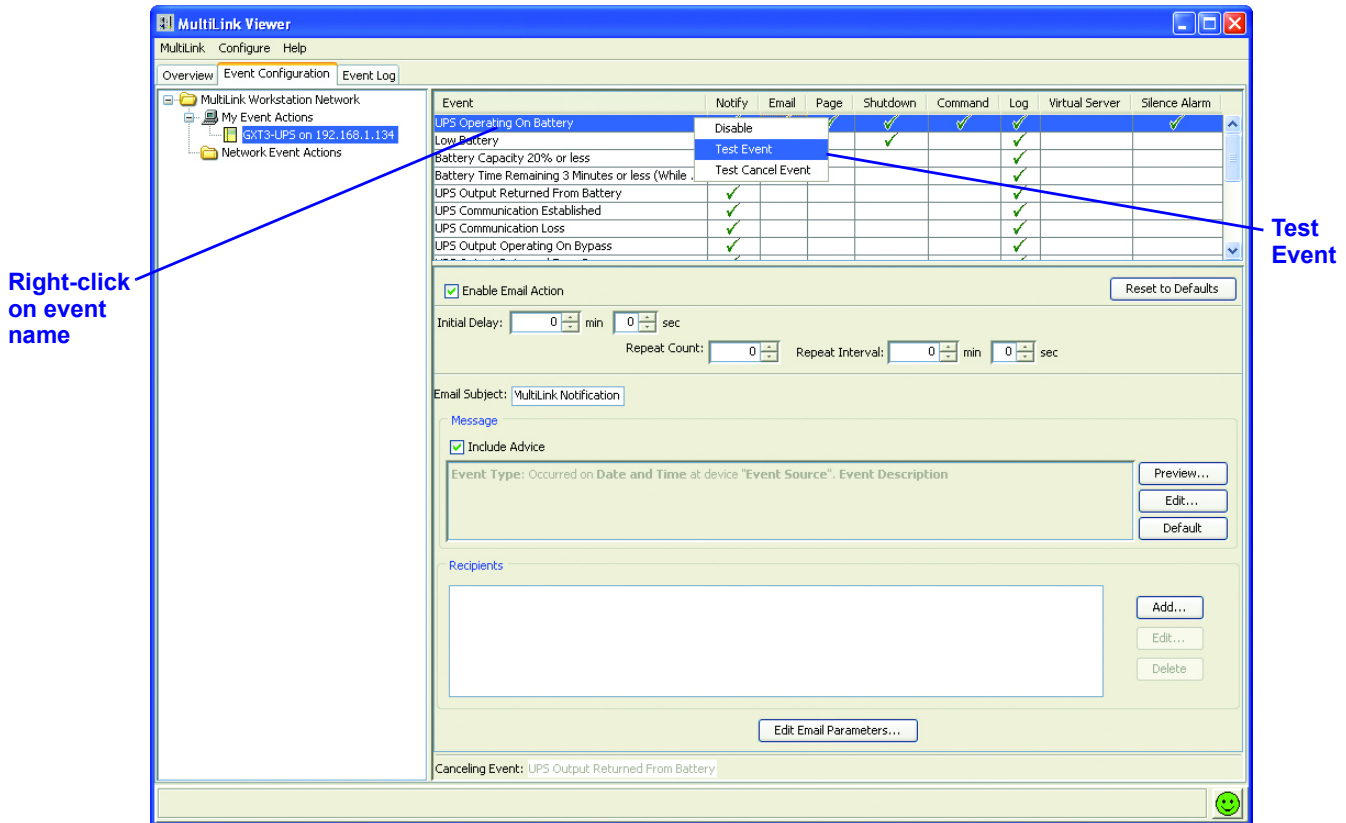 MultiLink Viewer
MultiLink Configure Help
Overview Event Configuration Event Log
MultiLink Workstation Network
My Event Actions
GXT3-UPS on 192.168.1.134
Network Event Actions
Event Notify Email Page Shutdown Command Log Virtual Server Silence Alarm
UPS Operating On Battery
Low Battery
Battery Capacity 20% or less
Battery Time Remaining 3 Minutes or less (While .
UPS Output Returned From Battery
UPS Communication Established
UPS Communication Loss
UPS Output Operating On Bypass
Disable
Test Event
Test Cancel Event
Test
Event
Right-click
on event
name
Enable Email Action
Reset to Defaults
Initial Delay: 0 min 0 sec
Repeat Count: 0 Repeat Interval: 0 min 0 sec
Email Subject: MultiLink Notification
Message
Include Advice
Event Type: Occurred on Date and Time at device "Event Source". Event Description
Preview...
Edit...
Default
Recipients
Add...
Edit...
Delete
Edit Email Parameters...
Canceling Event: UPS Output Returned From Battery